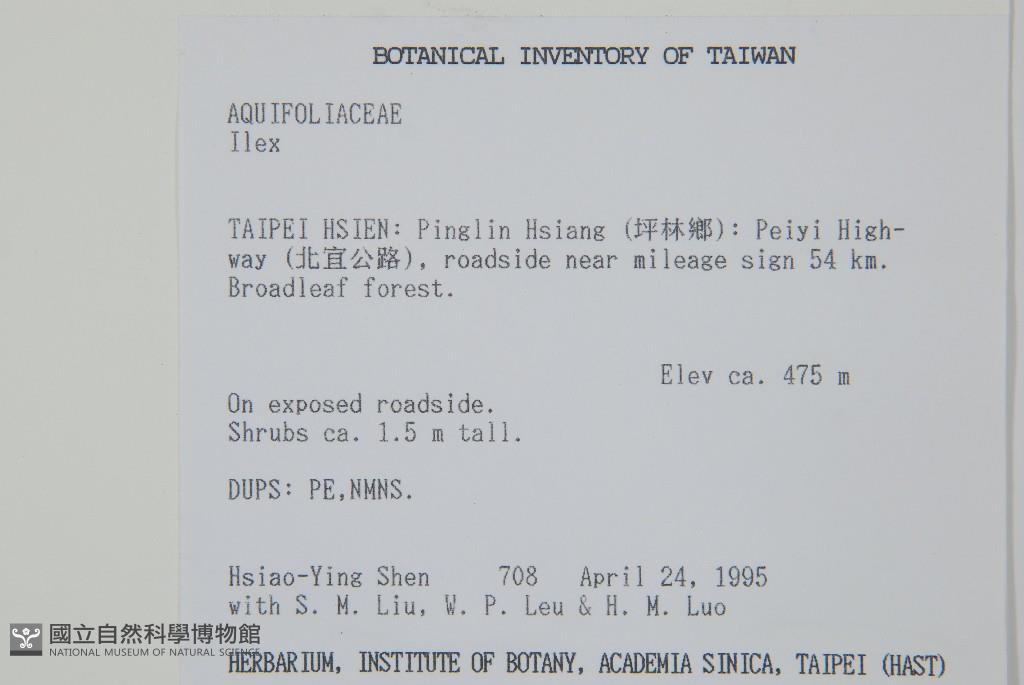 BOTANICAL INVENTORY OF TAIWAN
AQUIFOLIACEAE
Ilex
TAIPEI HSIEN: Pinglin Hsiang (坪林鄉): Peiyi High-
way (北宜公路), roadside near mileage sign 54 km.
Broadleaf forest.
Elev ca. 475 m
On exposed roadside.
Shrubs ca. 1.5 m tall.
DUPS: PE,NMNS.
Hsiao-Ying Shen 708 April 24, 1995
with S. M. Liu, W. P. Leu & H. M. Luo
國立自然科學博物館
NATIONAL MUSEUM OF NATURAL SCIENCE
HERBARIUM, INSTITUTE OF BOTANY, ACADEMIA SINICA, TAIPEI (HAST)